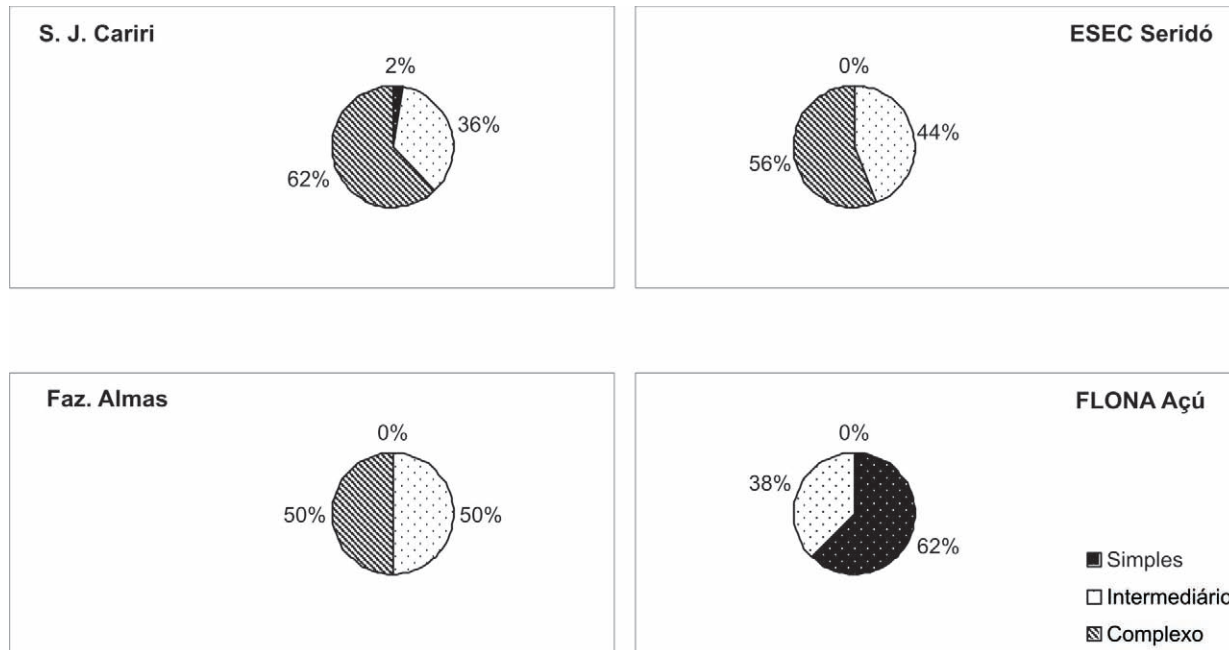 S. J. Cariri
2%
36%
62%
ESEC Seridó
0%
44%
56%
Faz. Almas
0%
50%
50%
FLONA Açú
0%
38%
62%
Simples
Intermediário
Complexo